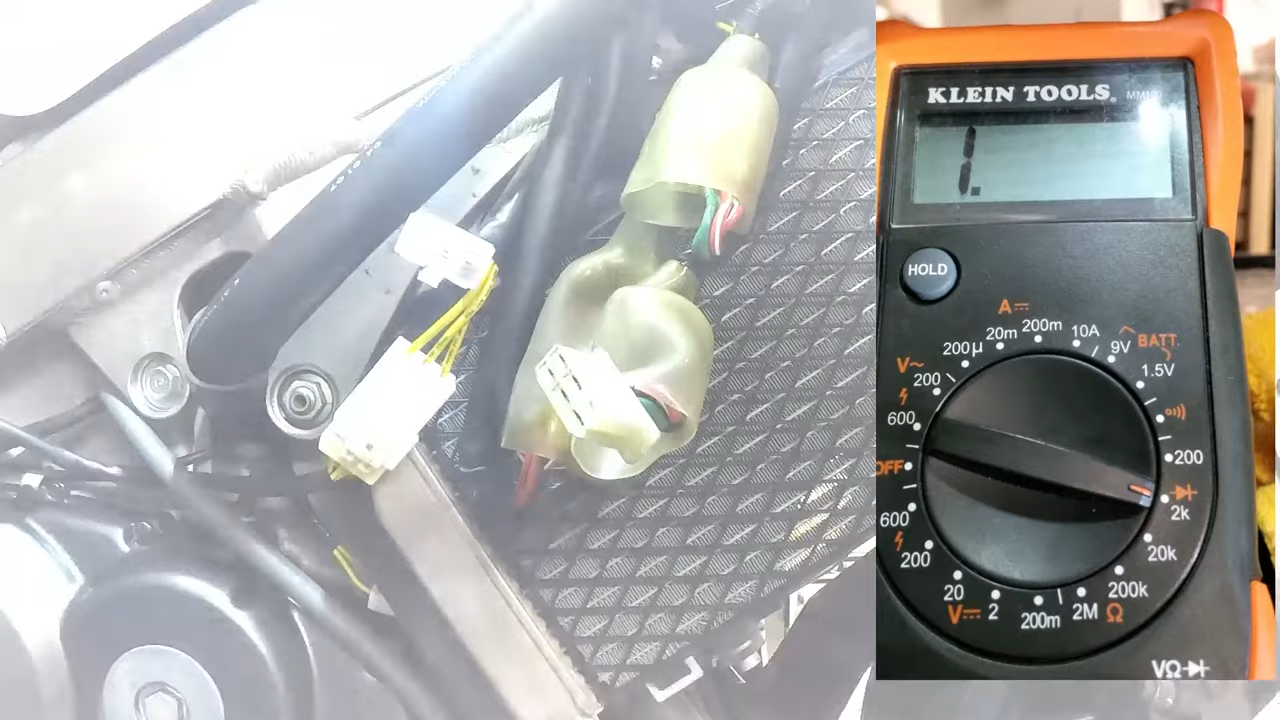 KLEIN TOOLS
1.
HOLD
A
20m 200m 10A
200µ 9V BATT.
V~ 200 1.5V
600
OFF 200
600 2k
200 20k
20 200k
V 2 200m 2M Ω
VΩ